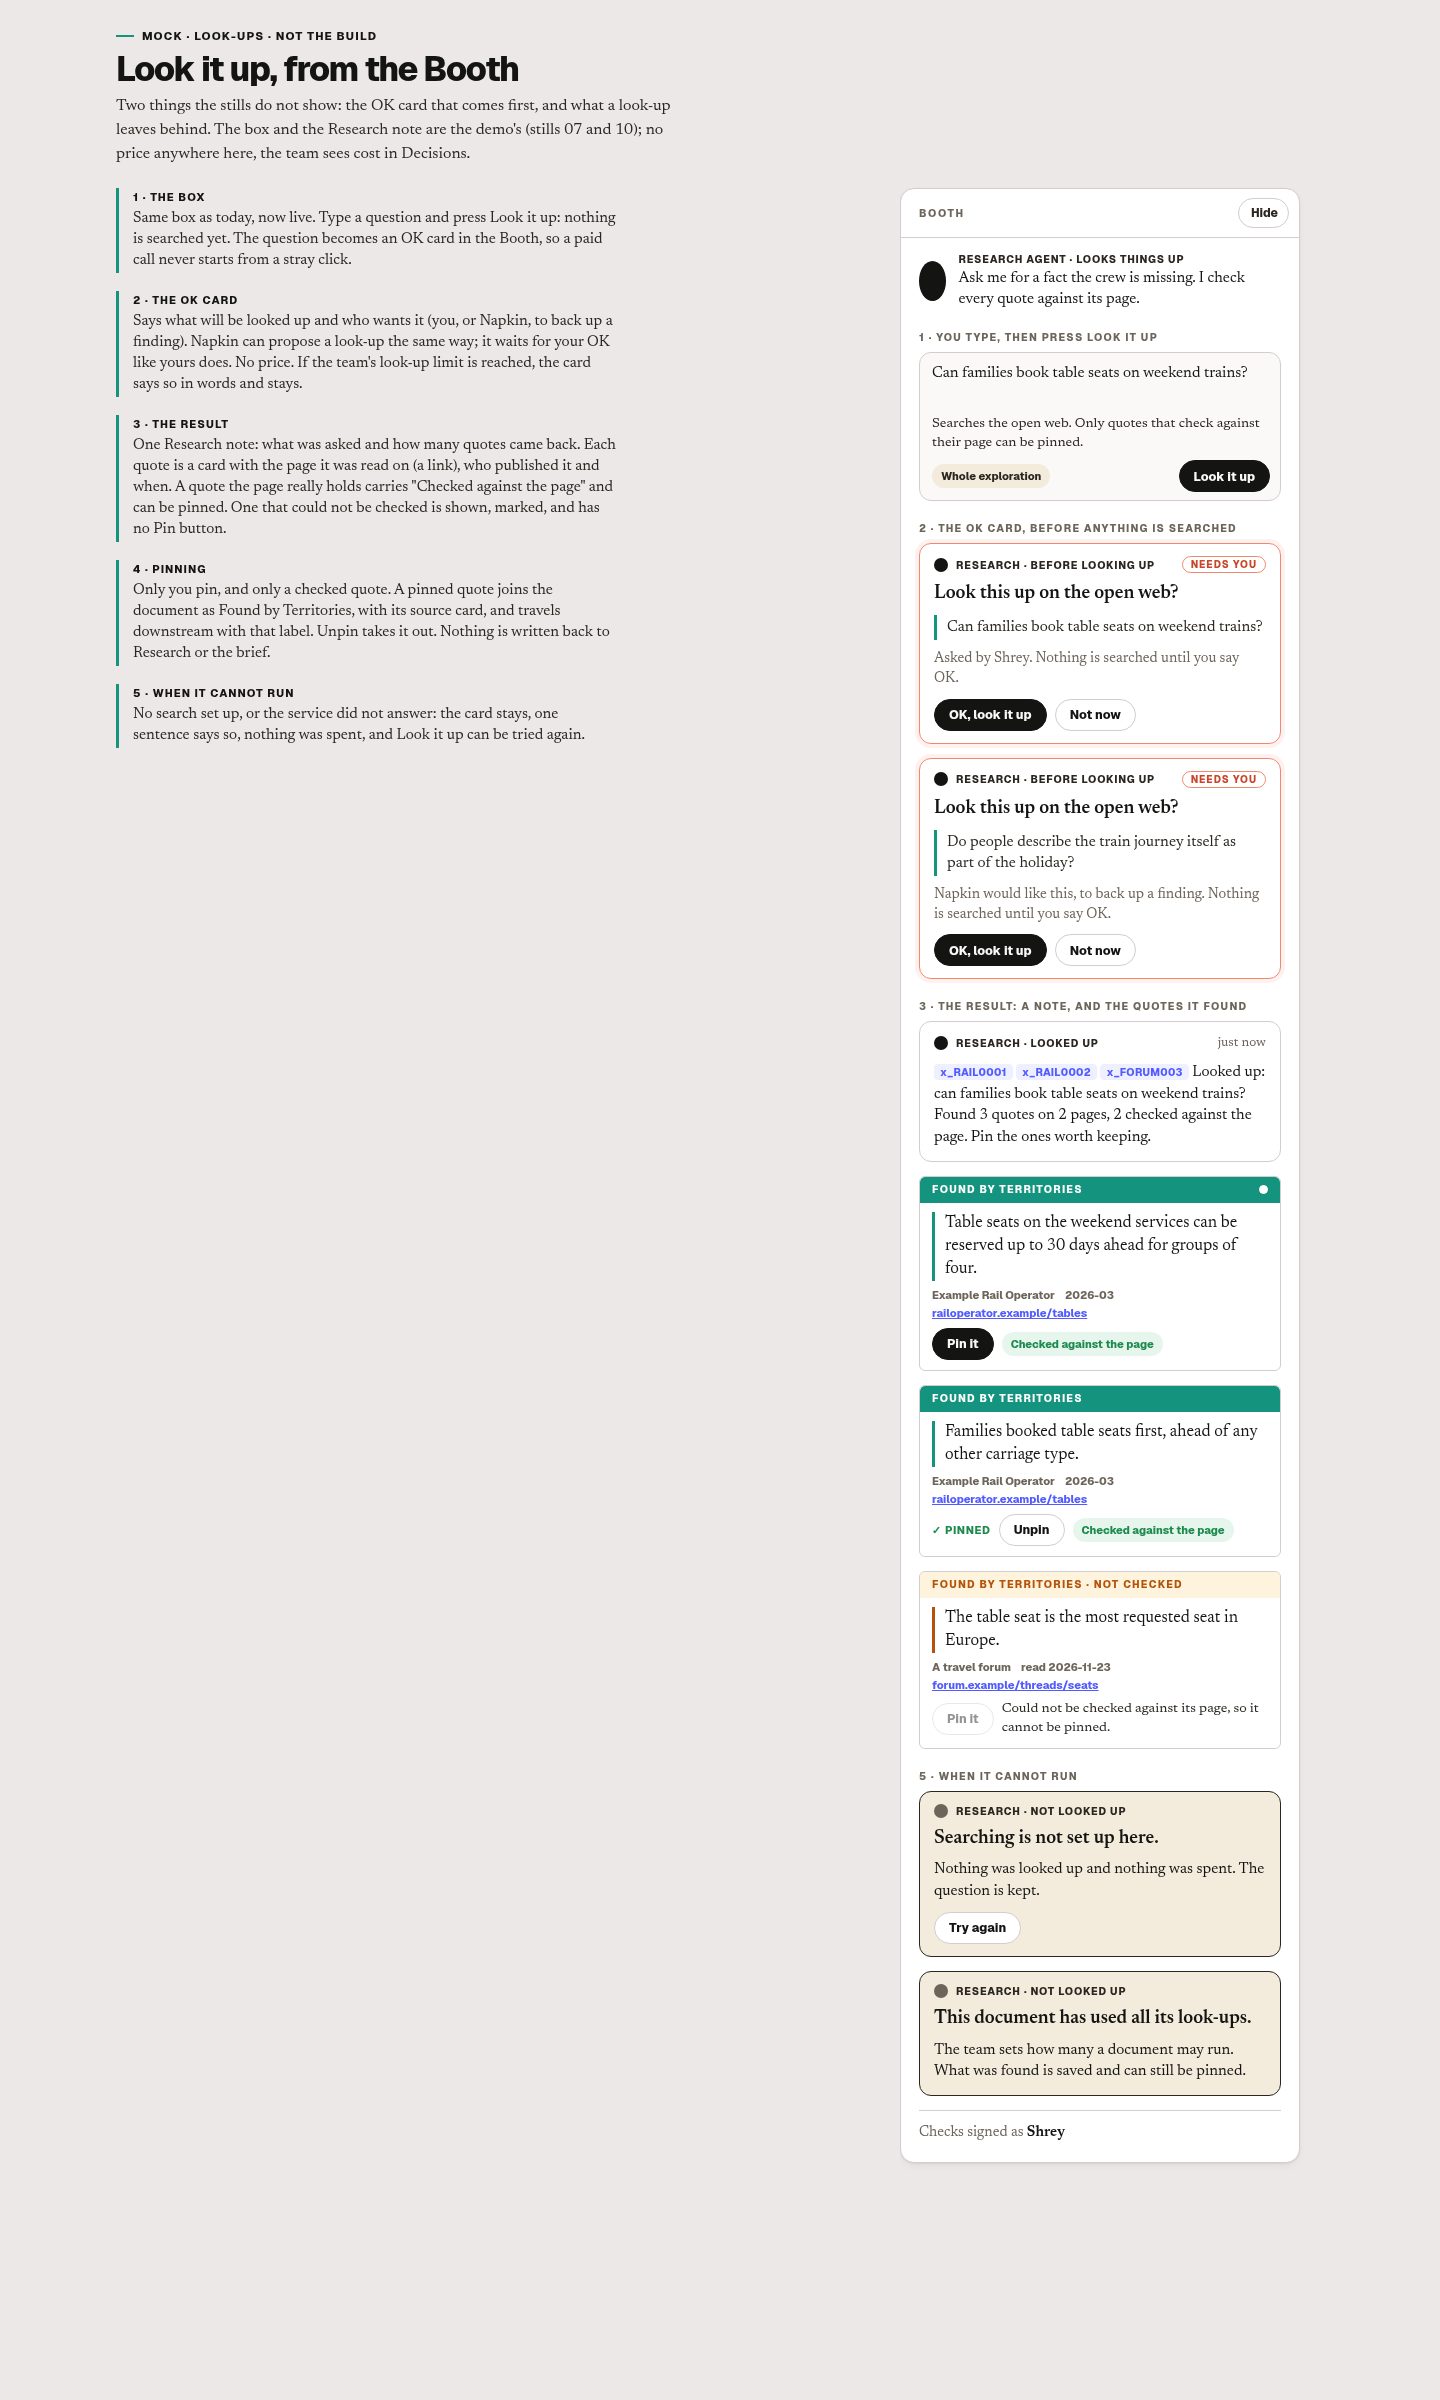 MOCK · LOOK-UPS · NOT THE BUILD
Look it up, from the Booth
Two things the stills do not show: the OK card that comes first, and what a look-up
leaves behind. The box and the Research note are the demo's (stills 07 and 10); no
price anywhere here, the team sees cost in Decisions.
1 · THE BOX
Same box as today, now live. Type a question and press Look it up: nothing
is searched yet. The question becomes an OK card in the Booth, so a paid
call never starts from a stray click.
2 · THE OK CARD
Says what will be looked up and who wants it (you, or Napkin, to back up a
finding). Napkin can propose a look-up the same way; it waits for your OK
like yours does. No price. If the team's look-up limit is reached, the card
says so in words and stays.
3 · THE RESULT
One Research note: what was asked and how many quotes came back. Each
quote is a card with the page it was read on (a link), who published it and
when. A quote the page really holds carries "Checked against the page" and
can be pinned. One that could not be checked is shown, marked, and has
no Pin button.
4 · PINNING
Only you pin, and only a checked quote. A pinned quote joins the
document as Found by Territories, with its source card, and travels
downstream with that label. Unpin takes it out. Nothing is written back to
Research or the brief.
5 · WHEN IT CANNOT RUN
No search set up, or the service did not answer: the card stays, one
sentence says so, nothing was spent, and Look it up can be tried again.
BOOTH
Hide
RESEARCH AGENT · LOOKS THINGS UP
Ask me for a fact the crew is missing. I check
every quote against its page.
1 · YOU TYPE, THEN PRESS LOOK IT UP
Can families book table seats on weekend trains?
Searches the open web. Only quotes that check against
their page can be pinned.
Whole exploration
Look it up
2 · THE OK CARD, BEFORE ANYTHING IS SEARCHED
RESEARCH · BEFORE LOOKING UP
NEEDS YOU
Look this up on the open web?
Can families book table seats on weekend trains?
Asked by Shrey. Nothing is searched until you say
OK.
OK, look it up
Not now
RESEARCH · BEFORE LOOKING UP
NEEDS YOU
Look this up on the open web?
Do people describe the train journey itself as
part of the holiday?
Napkin would like this, to back up a finding. Nothing
is searched until you say OK.
OK, look it up
Not now
3 · THE RESULT: A NOTE, AND THE QUOTES IT FOUND
RESEARCH · LOOKED UP
just now
x_RAIL0001 x_RAIL0002 x_FORUM003 Looked up:
can families book table seats on weekend trains?
Found 3 quotes on 2 pages, 2 checked against the
page. Pin the ones worth keeping.
FOUND BY TERRITORIES
Table seats on the weekend services can be
reserved up to 30 days ahead for groups of
four.
Example Rail Operator 2026-03
railoperator.example/tables
Pin it
Checked against the page
FOUND BY TERRITORIES
Families booked table seats first, ahead of any
other carriage type.
Example Rail Operator 2026-03
railoperator.example/tables
✓ PINNED
Unpin
Checked against the page
FOUND BY TERRITORIES · NOT CHECKED
The table seat is the most requested seat in
Europe.
A travel forum read 2026-11-23
forum.example/threads/seats
Pin it
Could not be checked against its page, so it
cannot be pinned.
5 · WHEN IT CANNOT RUN
RESEARCH · NOT LOOKED UP
Searching is not set up here.
Nothing was looked up and nothing was spent. The
question is kept.
Try again
RESEARCH · NOT LOOKED UP
This document has used all its look-ups.
The team sets how many a document may run.
What was found is saved and can still be pinned.
Checks signed as Shrey